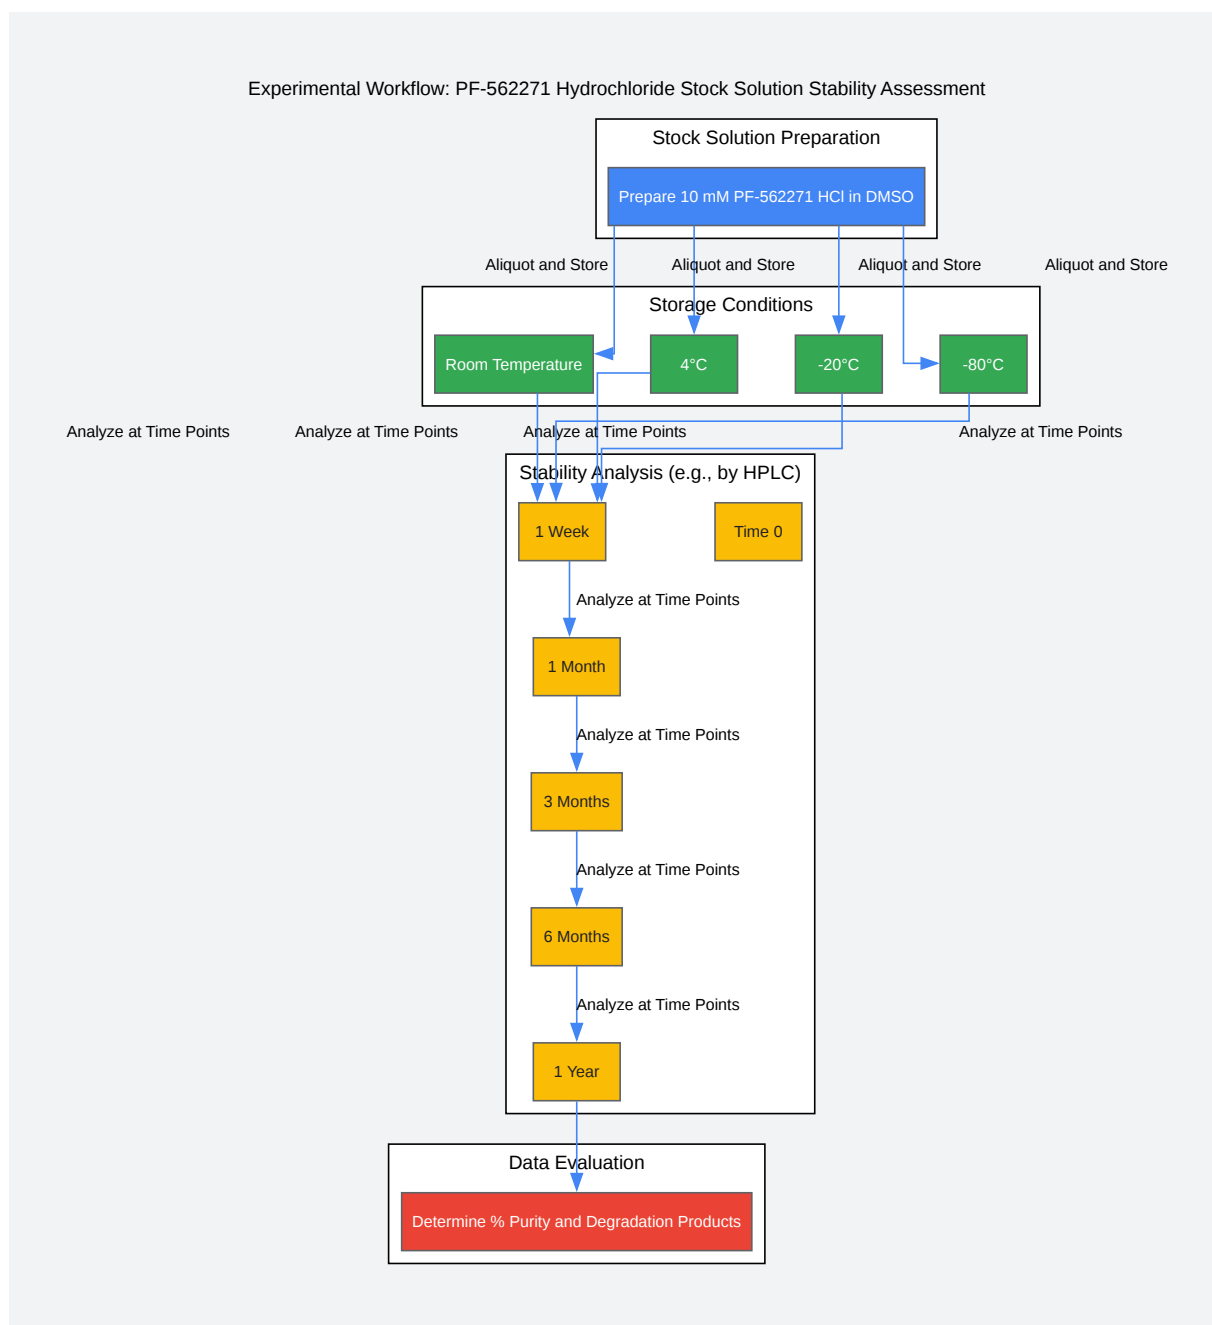 Experimental Workflow: PF-562271 Hydrochloride Stock Solution Stability Assessment
Stock Solution Preparation
Prepare 10 mM PF-562271 HCl in DMSO
Aliquot and Store
Aliquot and Store
Aliquot and Store
Aliquot and Store
Storage Conditions
Room Temperature
4°C
-20°C
-80°C
Analyze at Time Points
Analyze at Time Points
Analyze at Time Points
Analyze at Time Points
Stability Analysis (e.g., by HPLC)
1 Week
Time 0
Analyze at Time Points
1 Month
Analyze at Time Points
3 Months
Analyze at Time Points
6 Months
Analyze at Time Points
1 Year
Data Evaluation
Determine % Purity and Degradation Products